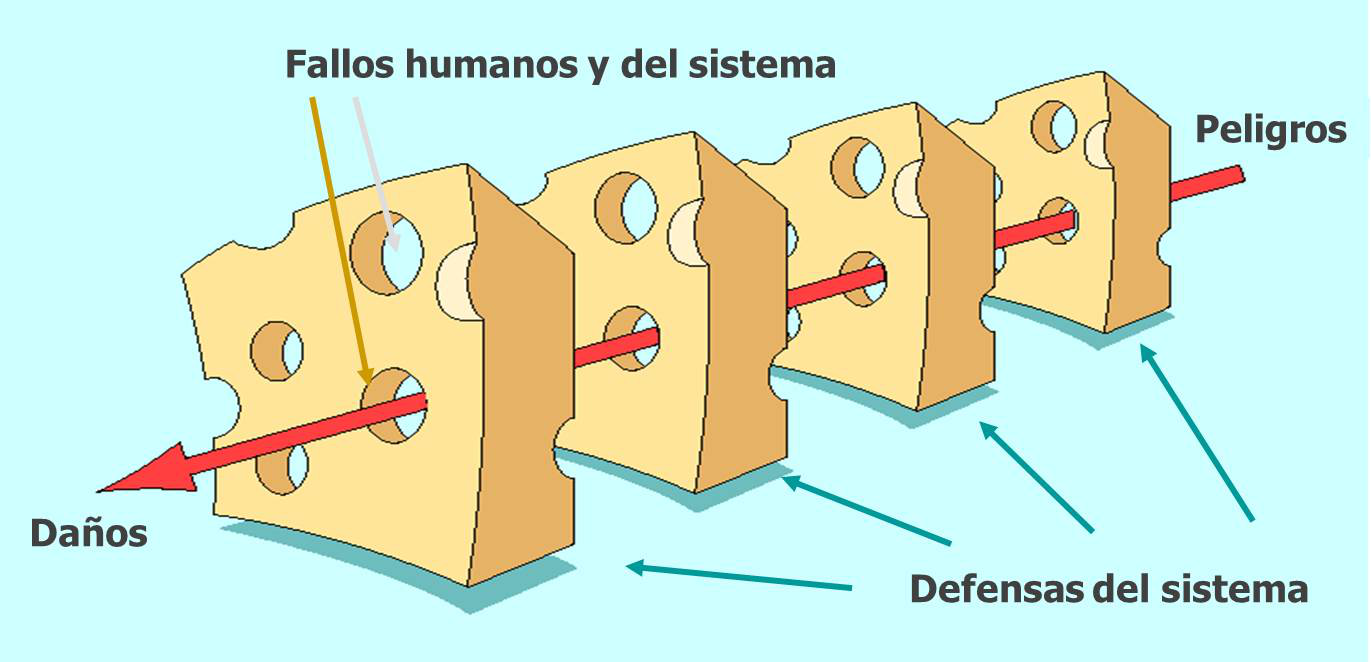 Fallos humanos y del sistema
Peligros
Daños
Defensas del sistema